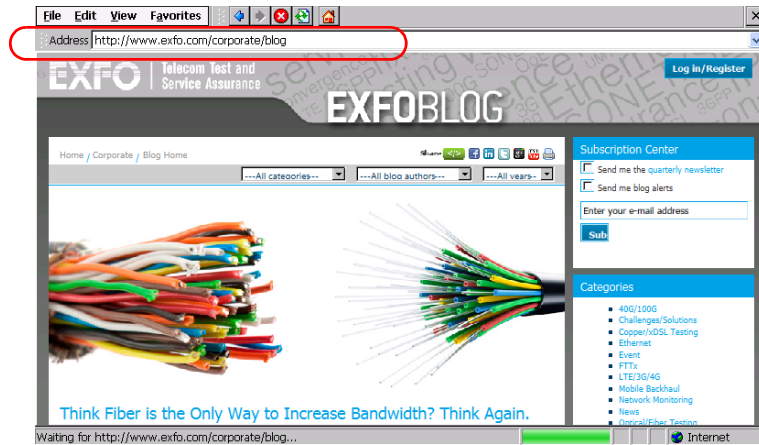 File Edit View Favorites
Address http://www.exfo.com/corporate/blog
EXFO Telecom Test and
Service Assurance
EXFOBLOG
Log in/Register
Home / Corporate / Blog Home
Share
---All categories---
---All blog authors---
---All years--
Subscription Center
Send me the quarterly newsletter
Send me blog alerts
Enter your e-mail address
Sub
Categories
40G/100G
Challenges/Solutions
Copper/xDSL Testing
Ethernet
Event
FTTx
LTE/3G/4G
Mobile Backhaul
Network Monitoring
News
Optical/Fiber Testing
Think Fiber is the Only Way to Increase Bandwidth? Think Again.
Waiting for http://www.exfo.com/corporate/blog...
Internet